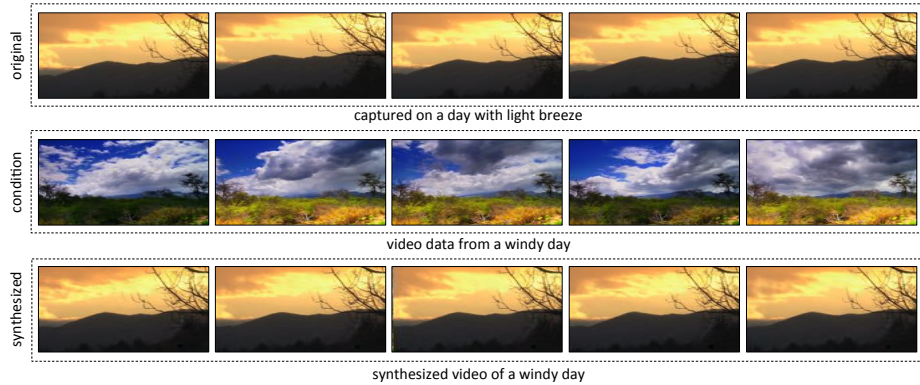 original
captured on a day with light breeze
condition
video data from a windy day
synthesized
synthesized video of a windy day